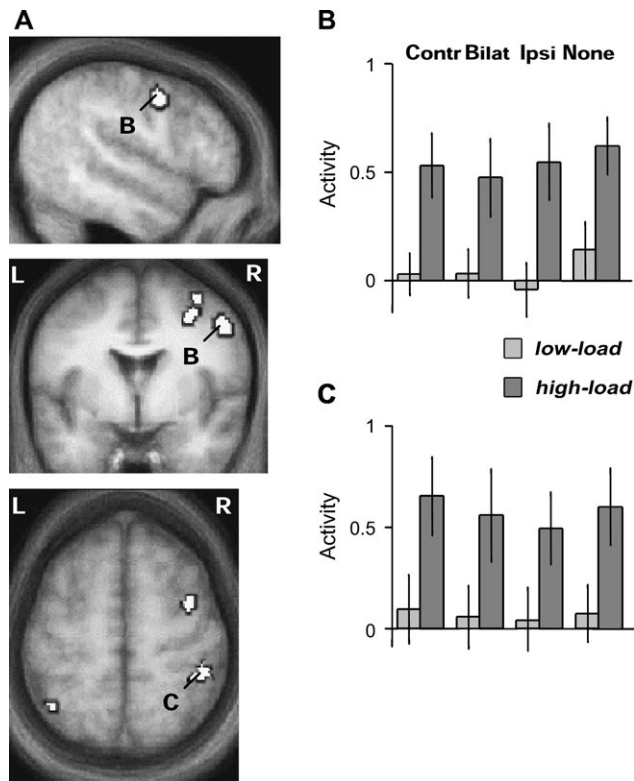 A
B
L R
B
L R
C
B
Contr Bilat Ipsi None
1
0.5
0
Activity
low-load
high-load
C
1
0.5
0
Activity